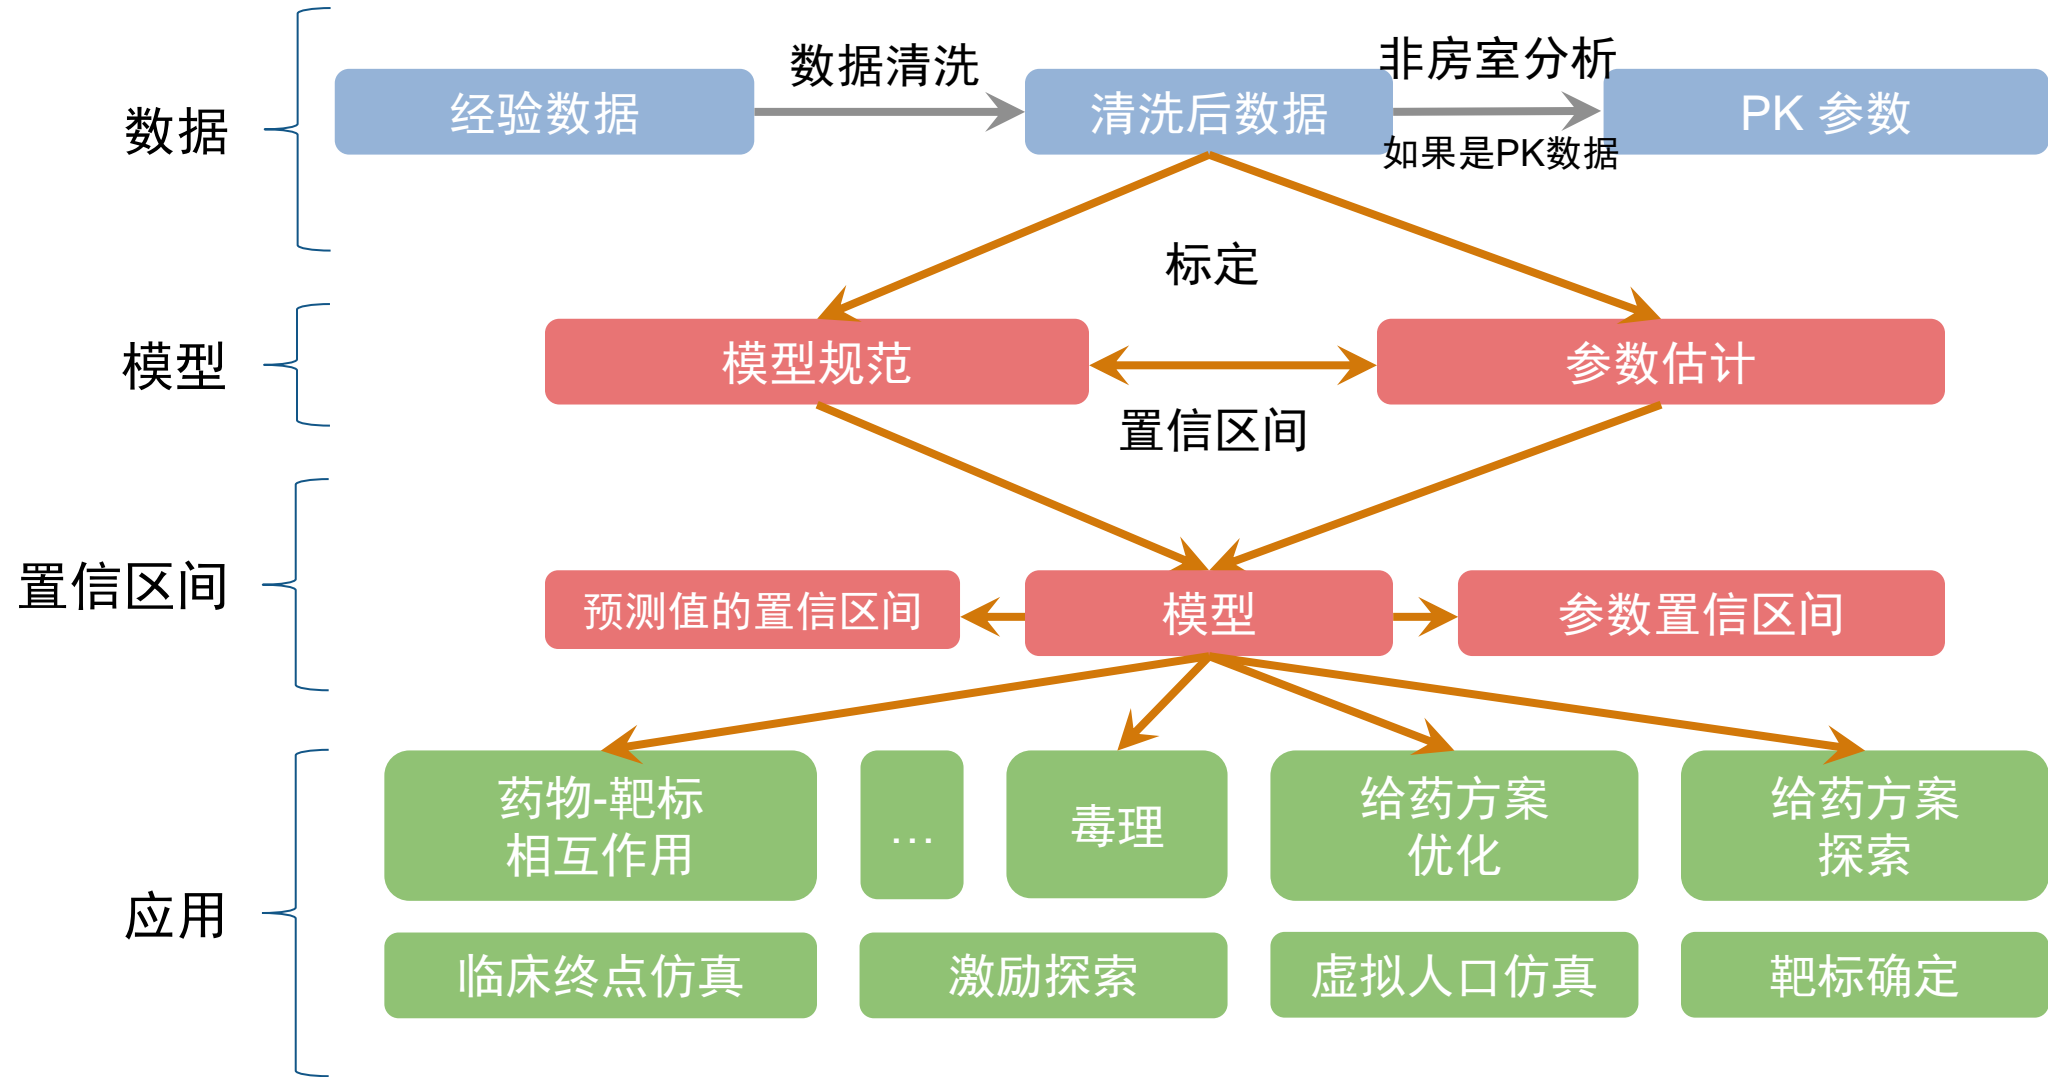 数据
经验数据
数据清洗
清洗后数据
非房室分析
如果是PK数据
PK 参数
标定
模型
模型规范
参数估计
置信区间
置信区间
预测值的置信区间
模型
参数置信区间
应用
药物-靶标
相互作用
...
毒理
给药方案
优化
给药方案
探索
临床终点仿真
激励探索
虚拟人口仿真
靶标确定